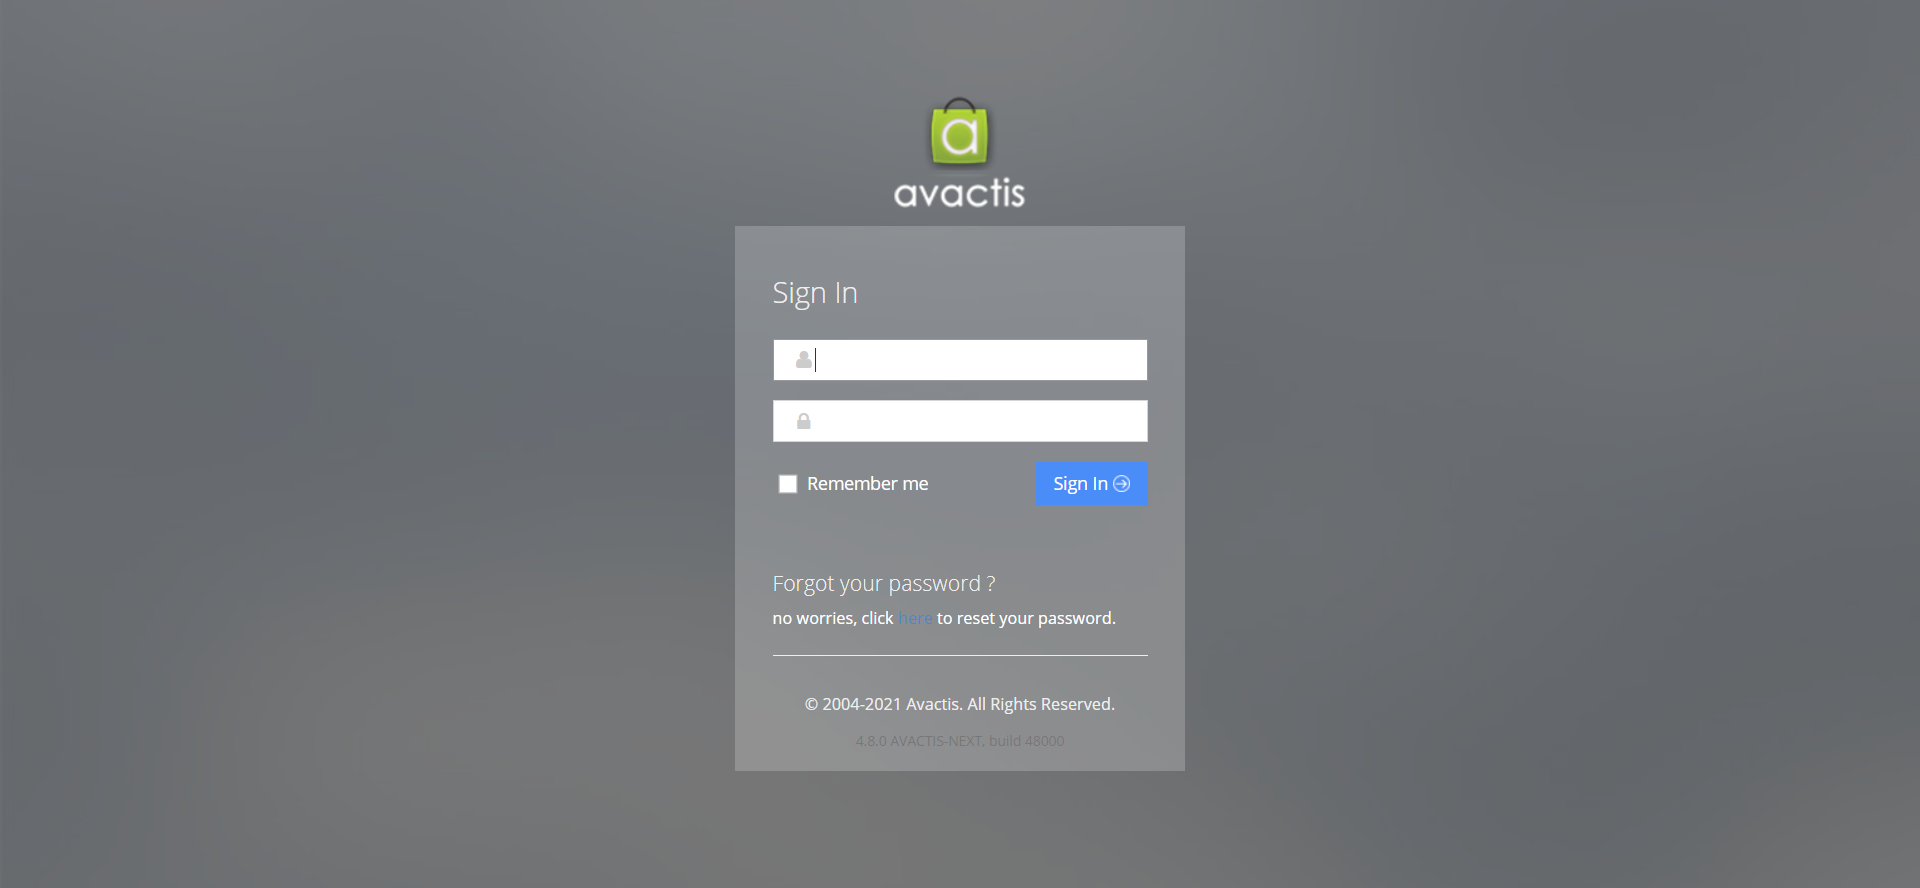 a
avactis
Sign In
Remember me
Sign In
Forgot your password ?
no worries, click here to reset your password.
© 2004-2021 Avactis. All Rights Reserved.
4.8.0 AVACTIS-NEXT, build 48000